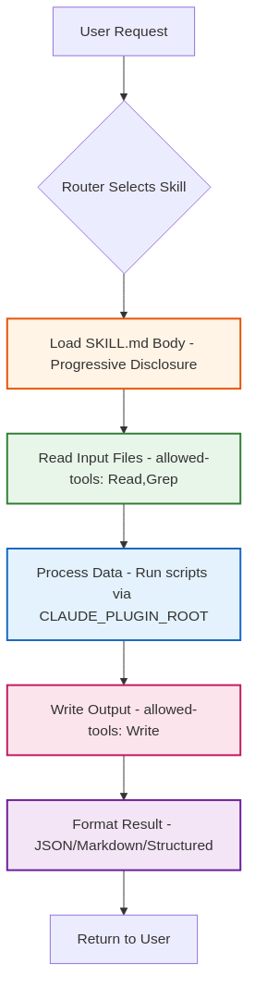 User Request
Router Selects Skill
Load SKILL.md Body -
Progressive Disclosure
Read Input Files - allowed-
tools: Read,Grep
Process Data - Run scripts
via
CLAUDE_PLUGIN_ROOT
Write Output - allowed-
tools: Write
Format Result -
JSON/Markdown/Structured
Return to User